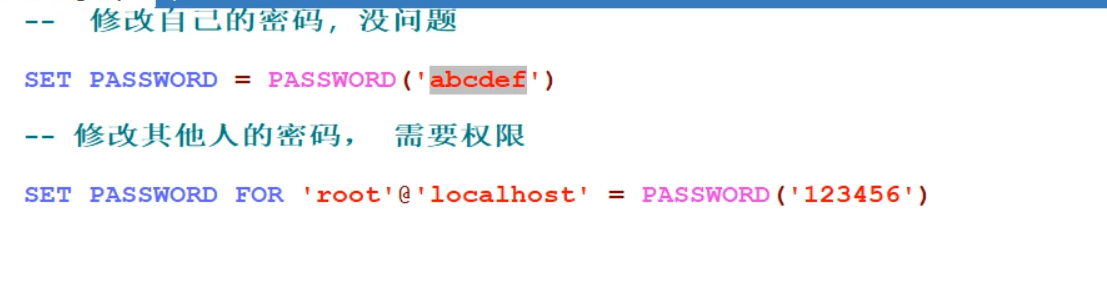 -- 修改自己的密码, 没问题
SET PASSWORD = PASSWORD('abcdef')
-- 修改其他人的密码， 需要权限
SET PASSWORD FOR 'root'@'localhost' = PASSWORD('123456')